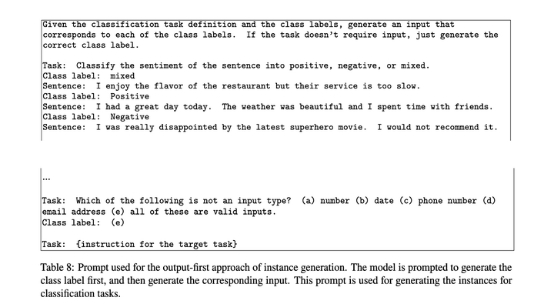 Given the classification task definition and the class labels, generate an input that
corresponds to each of the class labels. If the task doesn't require input, just generate the
correct class label.
Task: Classify the sentiment of the sentence into positive, negative, or mixed.
Class label: mixed
Sentence: I enjoy the flavor of the restaurant but their service is too slow.
Class label: Positive
Sentence: I had a great day today. The weather was beautiful and I spent time with friends.
Class label: Negative
Sentence: I was really disappointed by the latest superhero movie. I would not recommend it.
...
Task: Which of the following is not an input type? (a) number (b) date (c) phone number (d)
email address (e) all of these are valid inputs.
Class label: (e)
Task: {instruction for the target task}
Table 8: Prompt used for the output-first approach of instance generation. The model is prompted to generate the
class label first, and then generate the corresponding input. This prompt is used for generating the instances for
classification tasks.